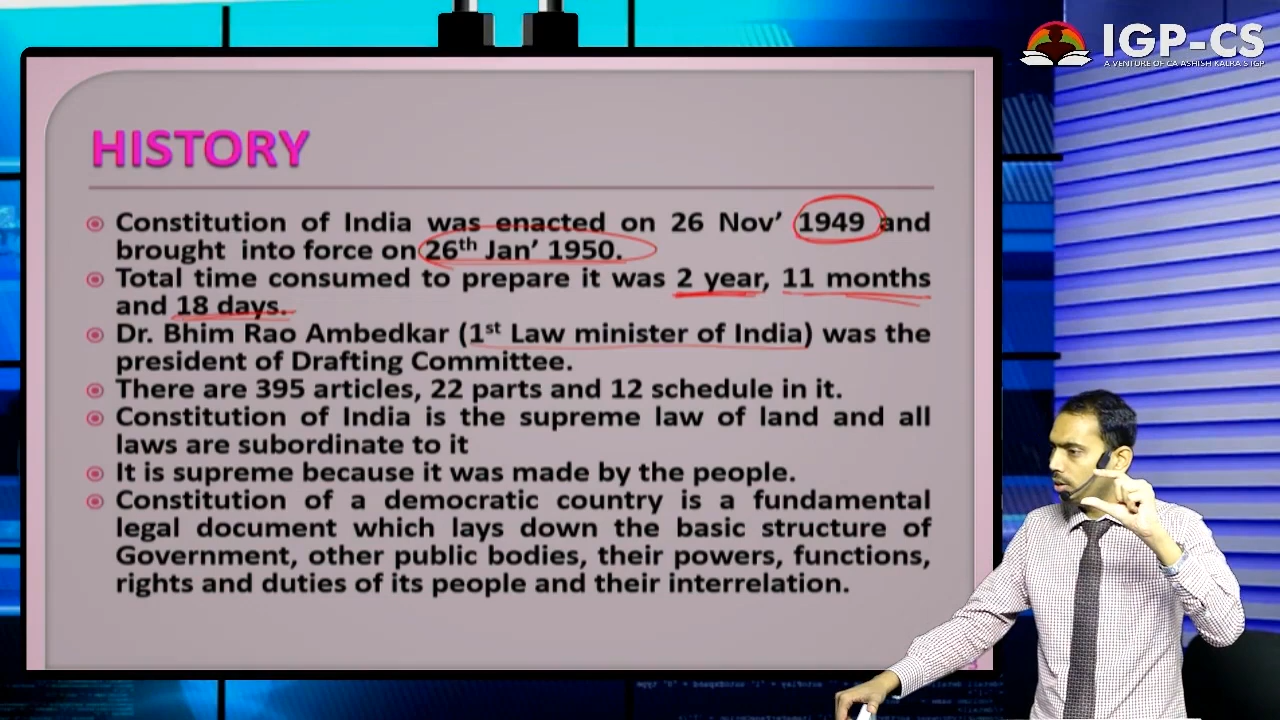 IGP-CS
A VENTURE OF CA ASHISH KALRA'S IGP
HISTORY
Constitution of India was enacted on 26 Nov’ 1949 and
brought into force on 26th Jan’ 1950.
Total time consumed to prepare it was 2 year, 11 months
and 18 days.
Dr. Bhim Rao Ambedkar (1st Law minister of India) was the
president of Drafting Committee.
There are 395 articles, 22 parts and 12 schedule in it.
Constitution of India is the supreme law of land and all
laws are subordinate to it
It is supreme because it was made by the people.
Constitution of a democratic country is a fundamental
legal document which lays down the basic structure of
Government, other public bodies, their powers, functions,
rights and duties of its people and their interrelation.